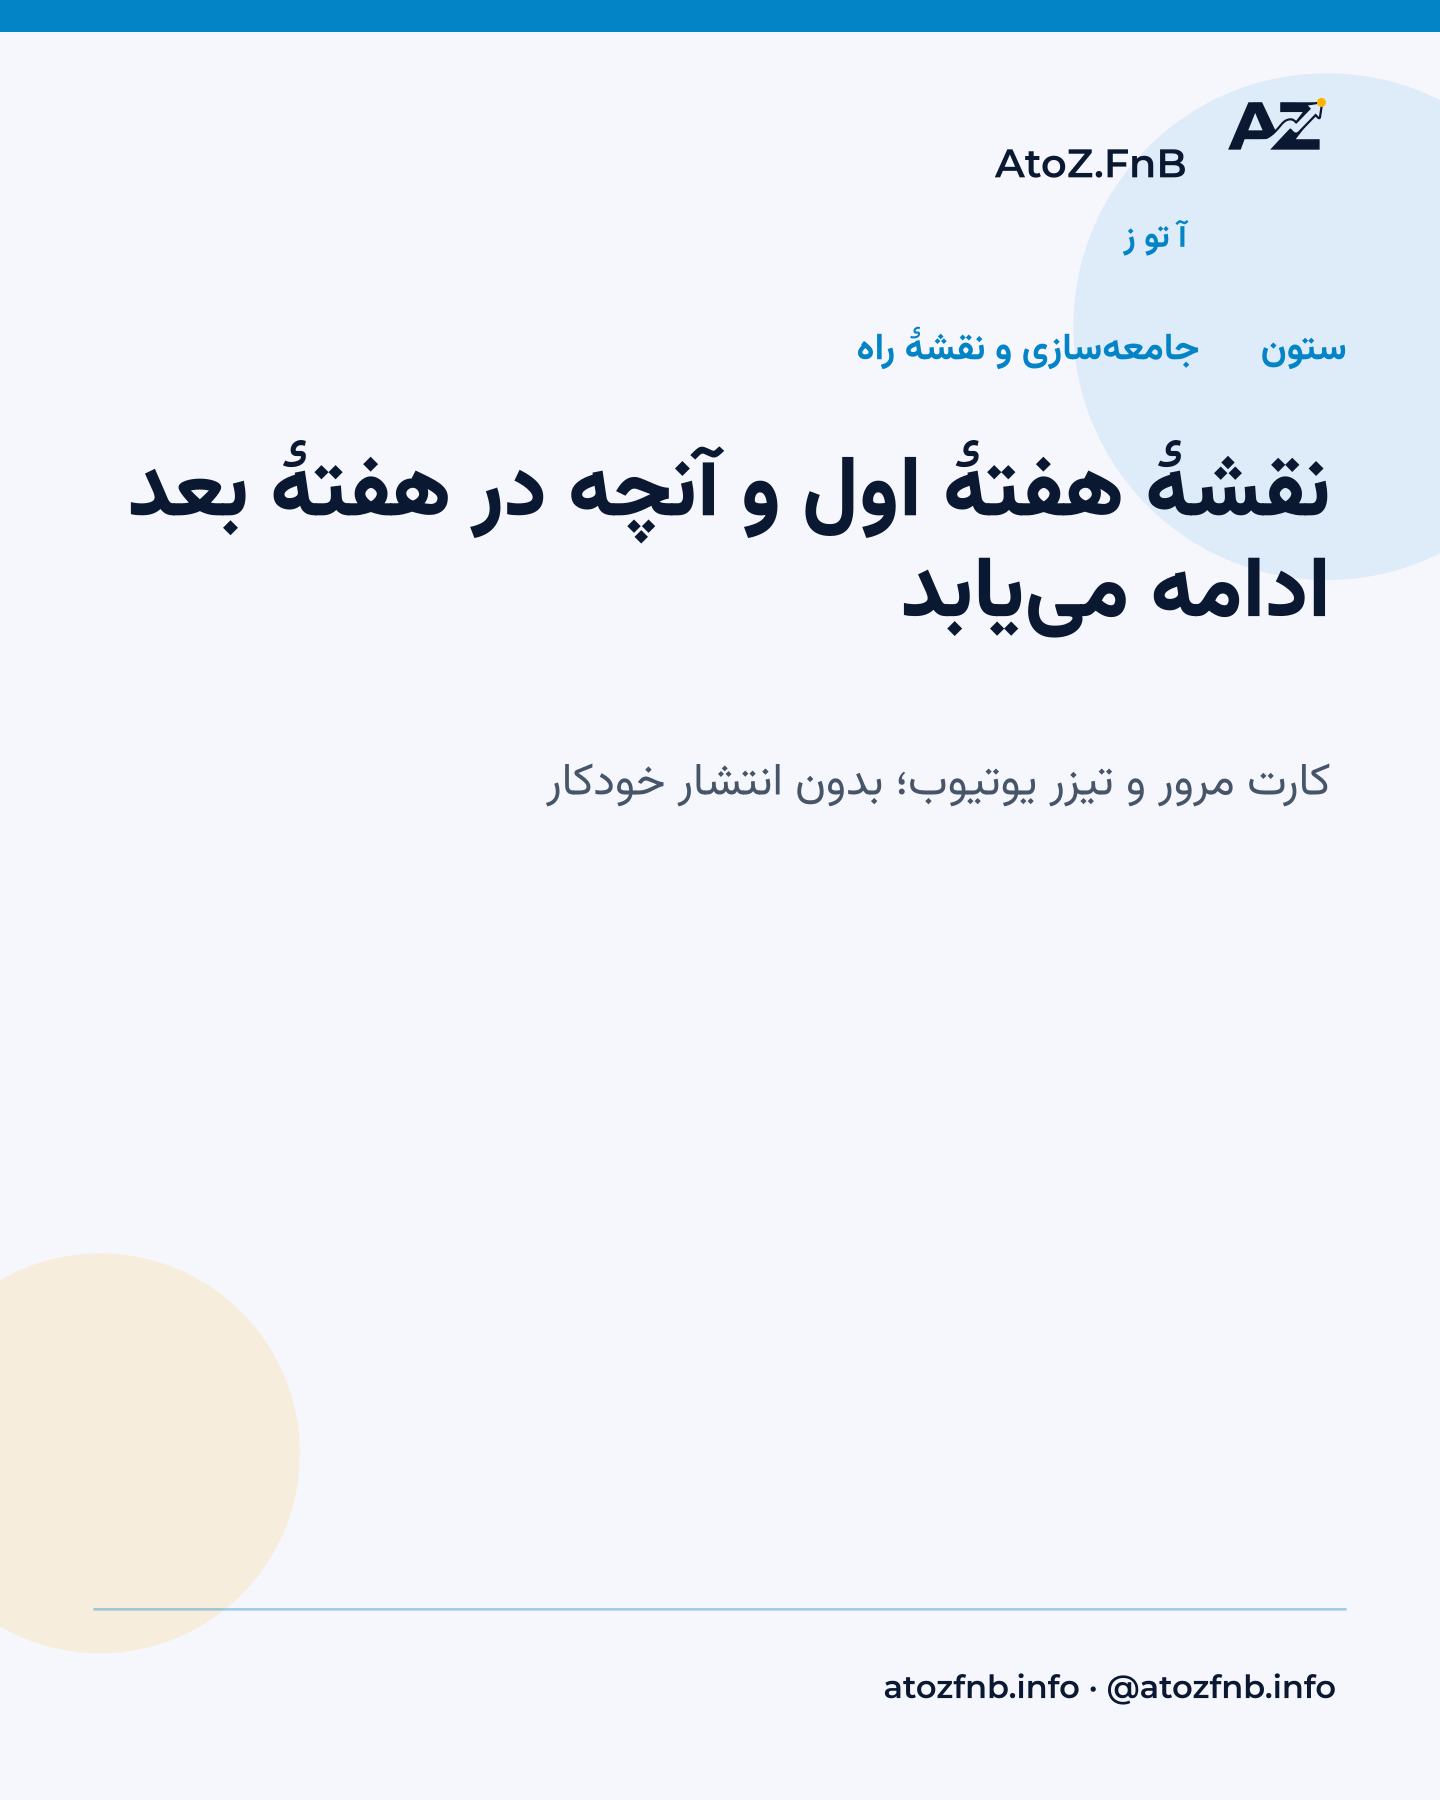 AZ
AtoZ.FnB
آ تو ز
ستون جامعه‌سازی و نقشهٔ راه
نقشهٔ هفتهٔ اول و آنچه در هفتهٔ بعد
ادامه می‌یابد
کارت مرور و تیزر یوتیوب؛ بدون انتشار خودکار
atozfnb.info · @atozfnb.info